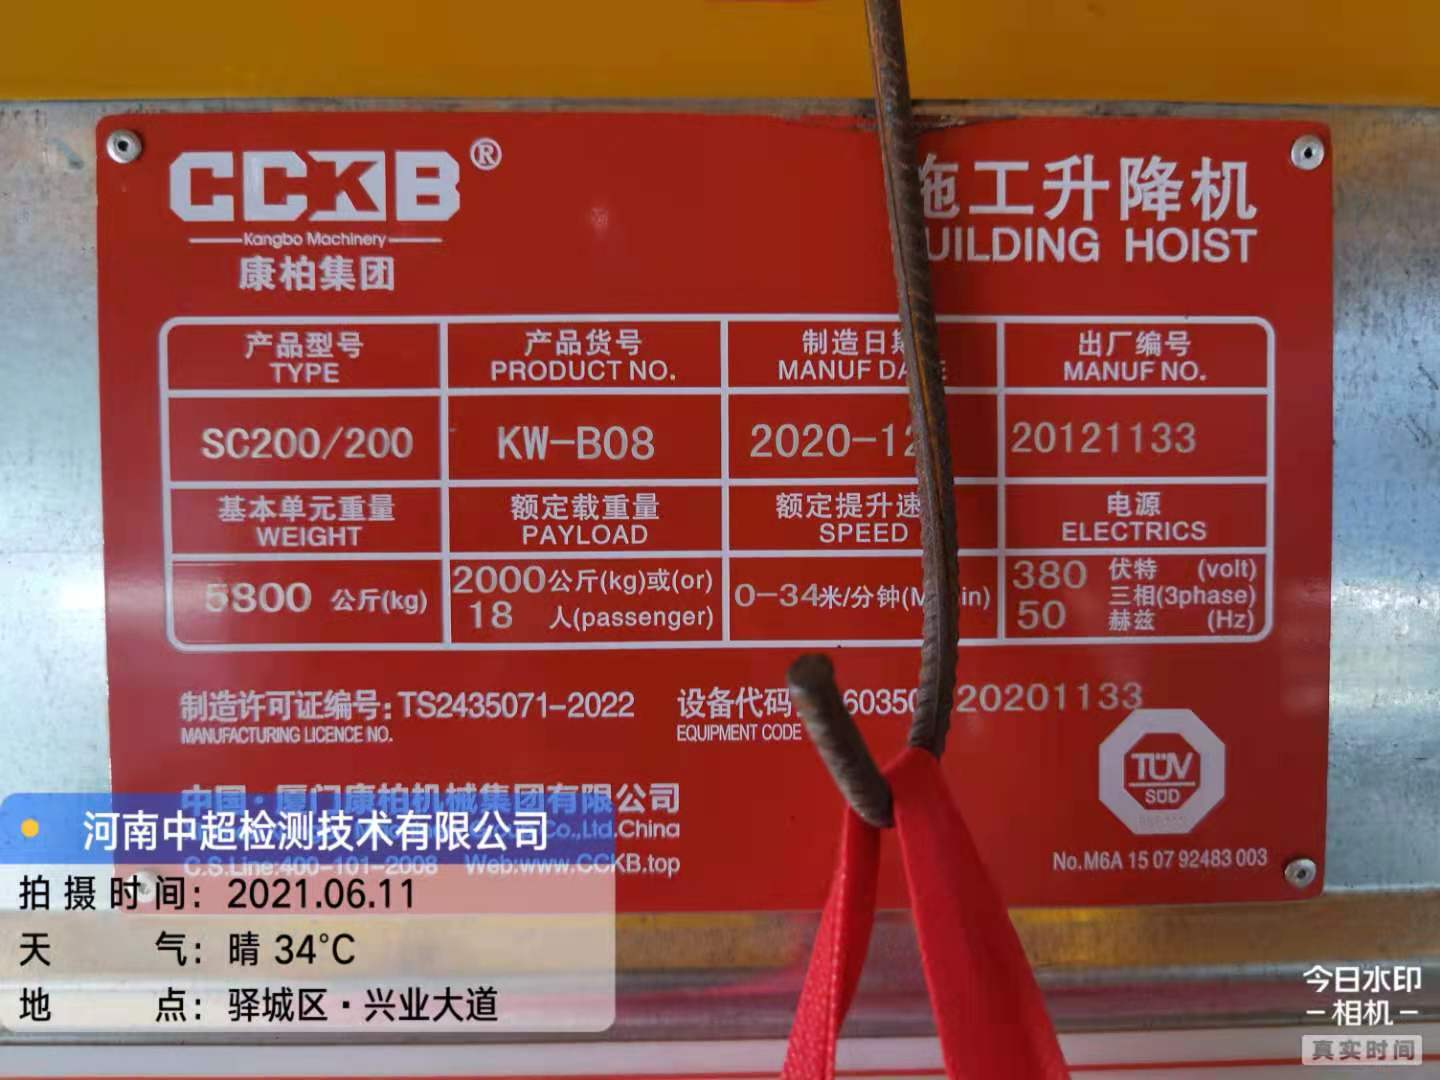 CCKB®
Kangbo Machinery
康柏集团
施工升降机
UILDING HOIST
产品型号
TYPE
产品货号
PRODUCT NO.
制造日期
MANUF DA E
出厂编号
MANUF NO.
SC200/200
KW-B08
2020-12
20121133
基本单元重量
WEIGHT
额定载重量
PAYLOAD
额定提升速
SPEED
电源
ELECTRICS
5800 公斤(kg)
2000公斤(kg)或(or)
18 人(passenger)
0-34米/分钟(M in)
380 伏特 (volt)
三相(3phase)
50 赫兹 (Hz)
制造许可证编号: TS2435071-2022
MANUFACTURING LICENCE NO.
设备代码 60350 20201133
EQUIPMENT CODE
TÜV
SÜD
中国·厦门康柏机械集团有限公司
Co.,Ltd.China
C.S.Line:400-101-2008 Web:www.CCKB.top
No.M6A 15 07 92483 003
河南中超检测技术有限公司
拍摄时间: 2021.06.11
天气: 晴 34℃
地点: 驿城区·兴业大道
今日水印
-相机-
真实时间